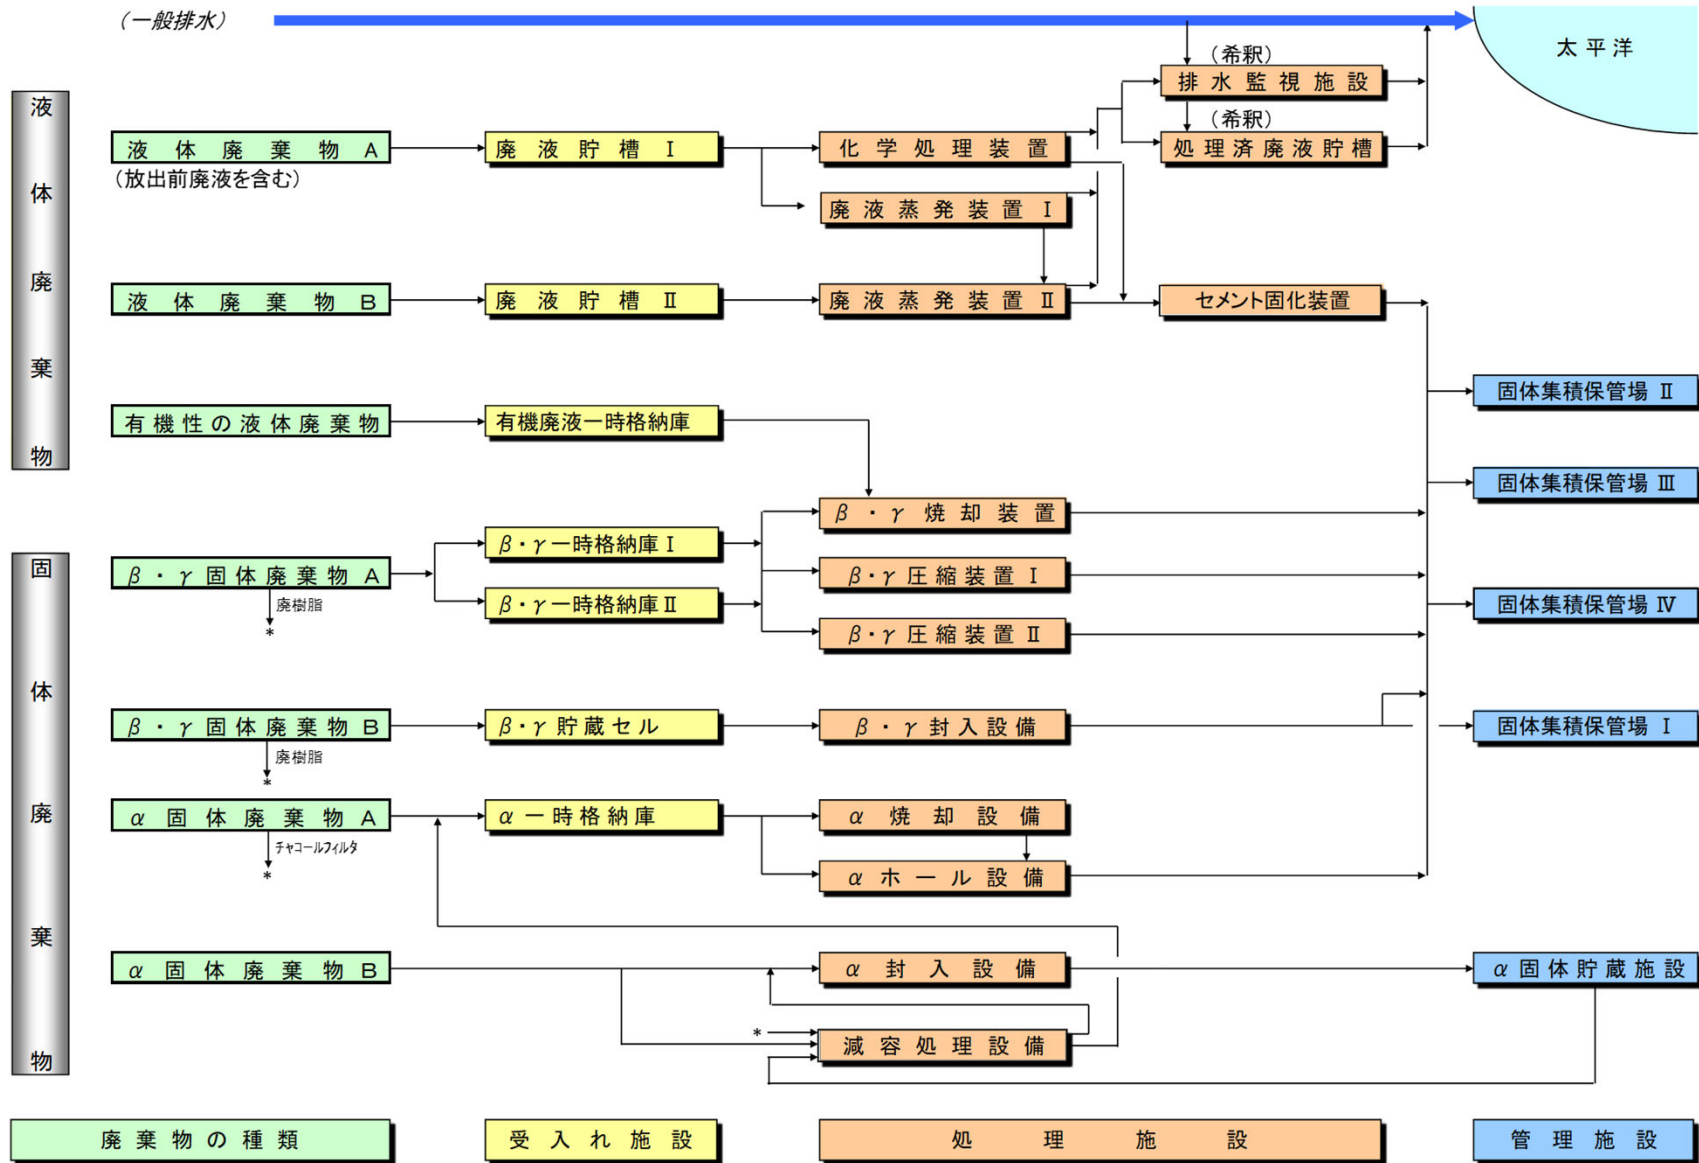 (一般排水)
太平洋
(希釈)
排水監視施設
(希釈)
液体廃棄物A
廃液貯槽Ⅰ
化学処理装置
処理済廃液貯槽
(放出前廃液を含む)
廃液蒸発装置Ⅰ
液体廃棄物B
廃液貯槽Ⅱ
廃液蒸発装置Ⅱ
セメント固化装置
固体集積保管場Ⅱ
有機性の液体廃棄物
有機廃液一時格納庫
液体廃棄物
固体集積保管場Ⅲ
β・γ焼却装置
β・γ一時格納庫Ⅰ
β・γ固体廃棄物A
β・γ圧縮装置Ⅰ
廃樹脂
*
β・γ一時格納庫Ⅱ
固体集積保管場Ⅳ
β・γ圧縮装置Ⅱ
β・γ固体廃棄物B
β・γ貯蔵セル
β・γ封入設備
固体集積保管場Ⅰ
廃樹脂
*
α固体廃棄物A
α一時格納庫
α焼却設備
チャコールフィルタ
*
αホール設備
α固体廃棄物B
α封入設備
α固体貯蔵施設
*
減容処理設備
固体廃棄物
廃棄物の種類
受入れ施設
処理施設
管理施設